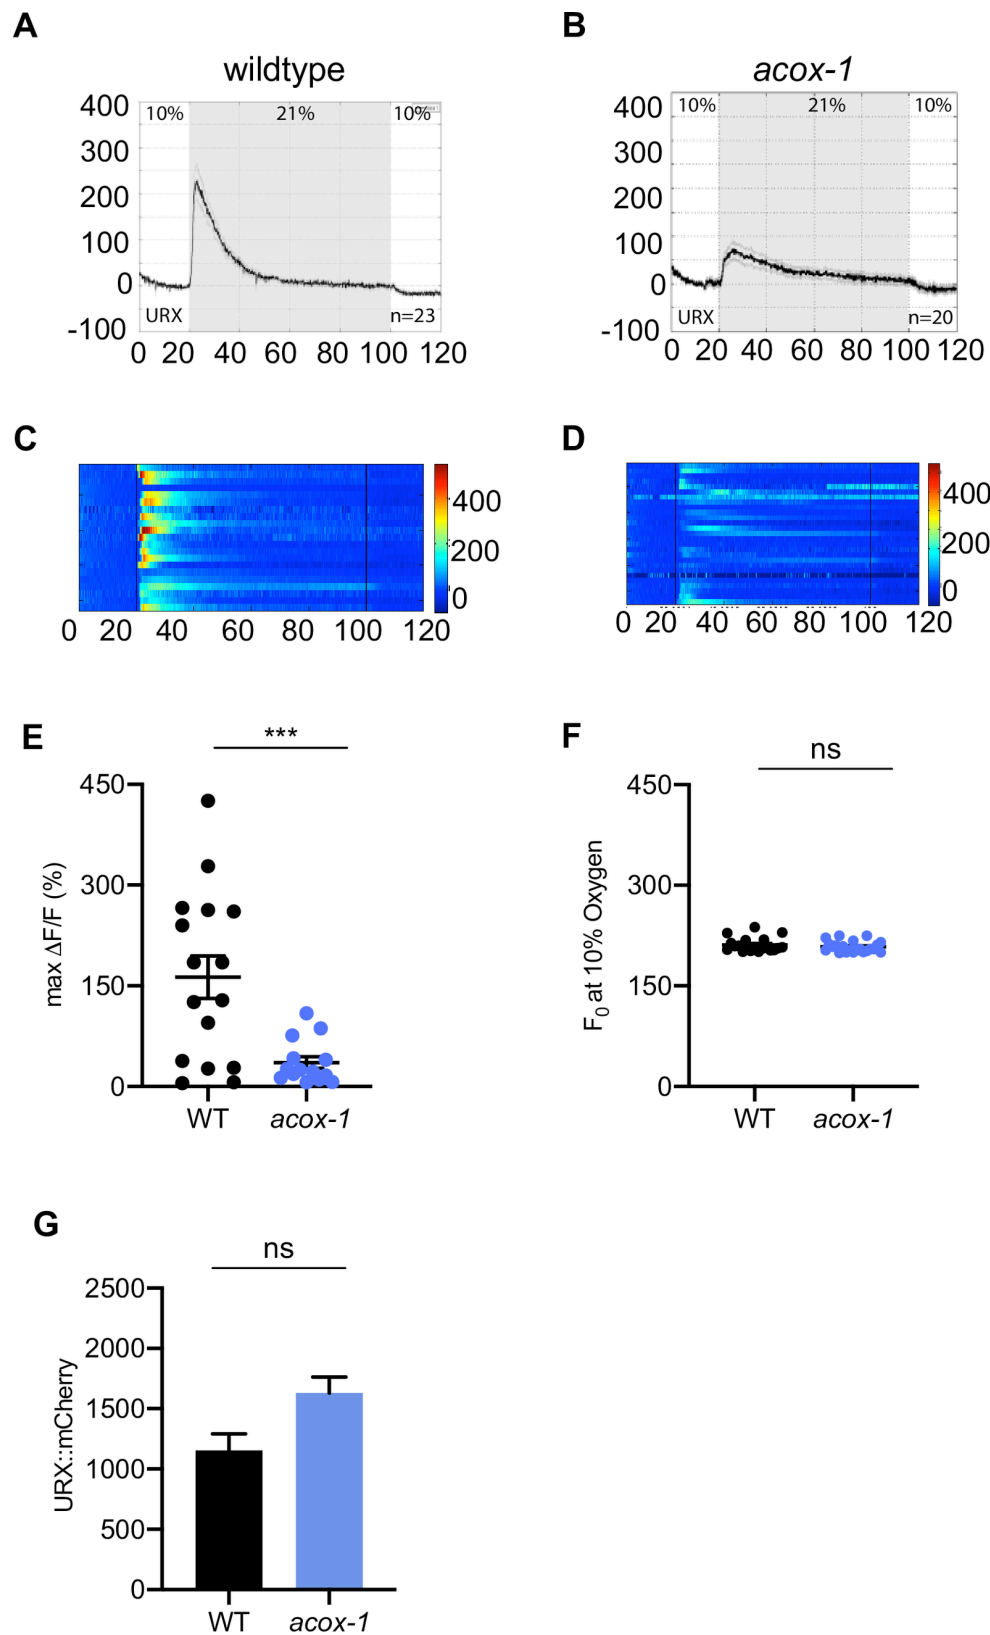 A
B
wildtype
acox-1
400
300
200
100
0
-100
10%
21%
10%
URX
n=23
0 20 40 60 80 100 120
400
300
200
100
0
-100
10%
21%
10%
URX
n=20
0 20 40 60 80 100 120
C
D
400
200
0
0 20 40 60 80 100 120
400
200
0
0 20 40 60 80 100 120
E
***
450
300
150
0
max ΔF/F (%)
WT
acox-1
F
ns
450
300
150
0
F0 at 10% Oxygen
WT
acox-1
G
ns
2500
2000
1500
1000
500
0
URX::mCherry
WT
acox-1